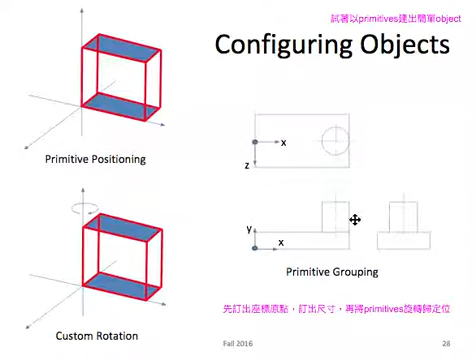 試著以primitives建出簡單object
Configuring Objects
Primitive Positioning
x
z
y
x
Primitive Grouping
Custom Rotation
先訂出座標原點，訂出尺寸，再將primitives旋轉歸定位
Fall 2016
28